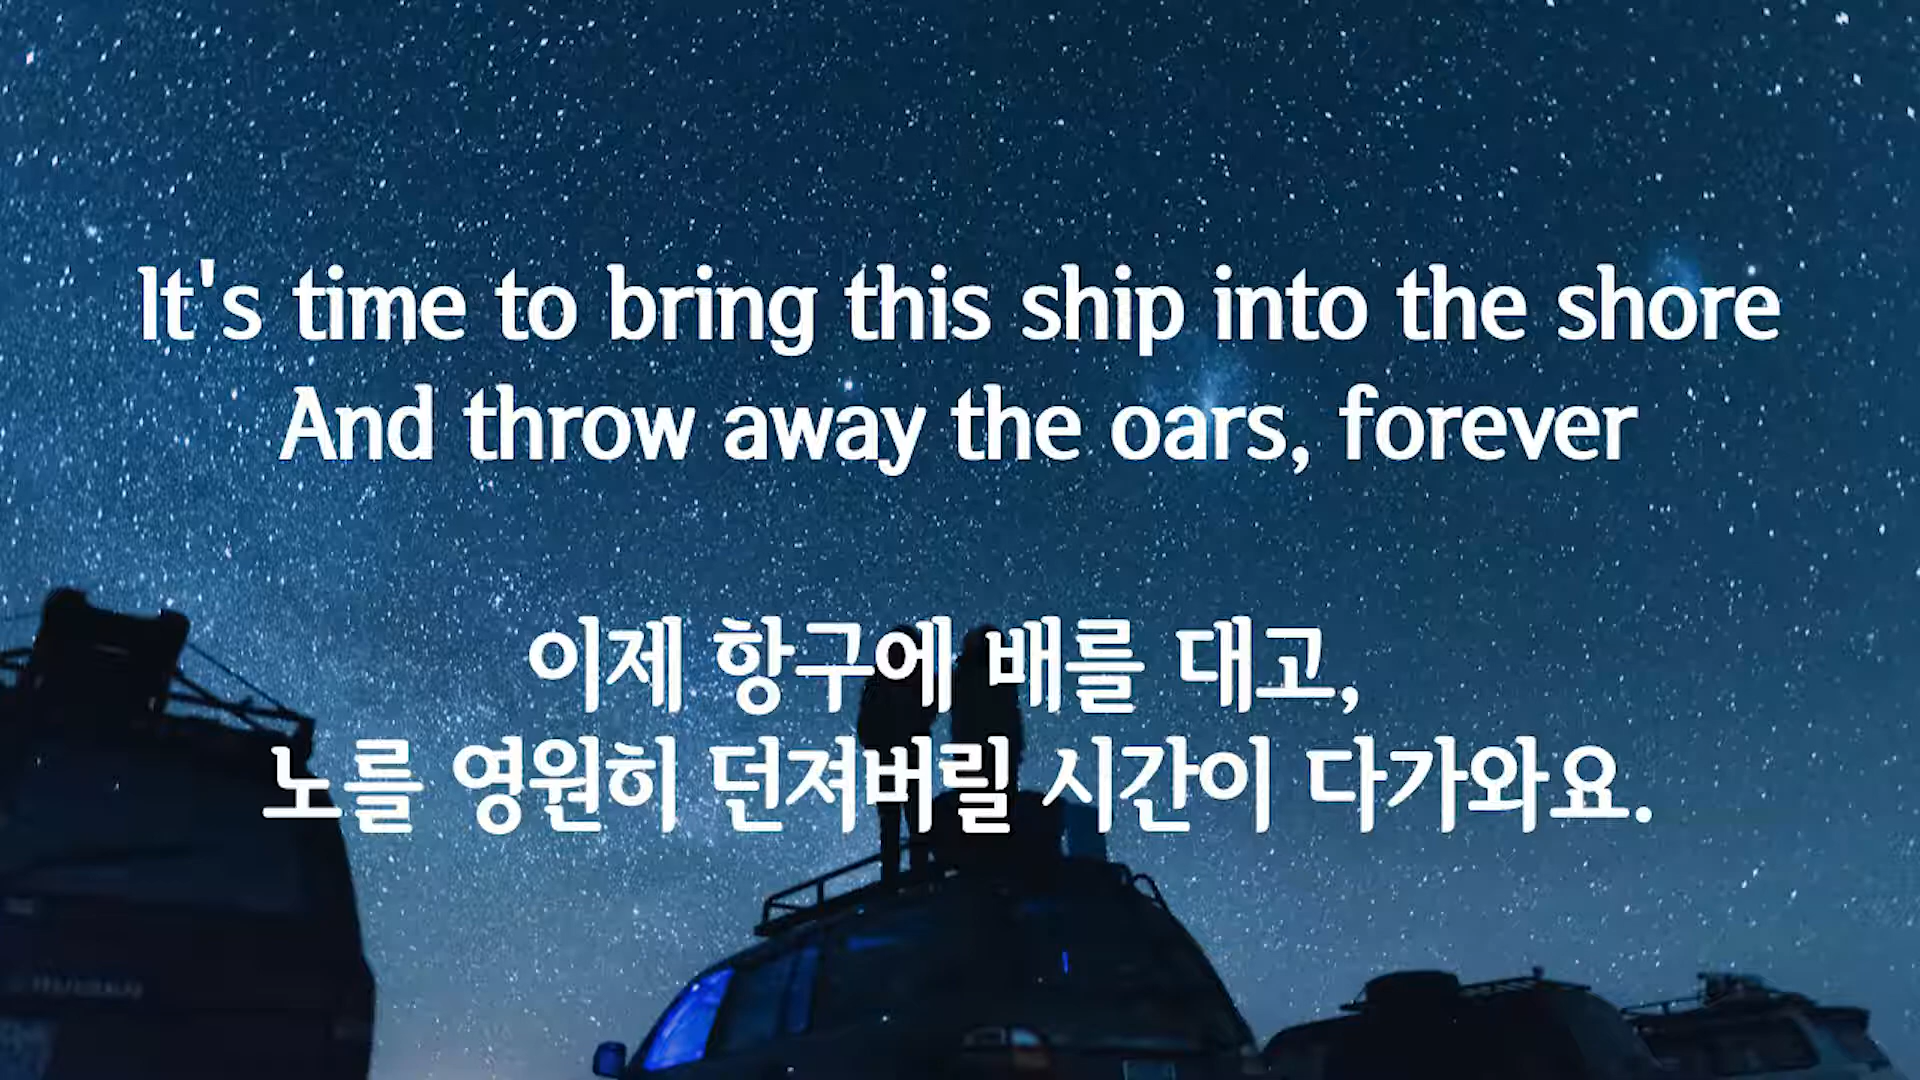 It's time to bring this ship into the shore
And throw away the oars, forever
이제 항구에 배를 대고,
노를 영원히 던져버릴 시간이 다가와요.